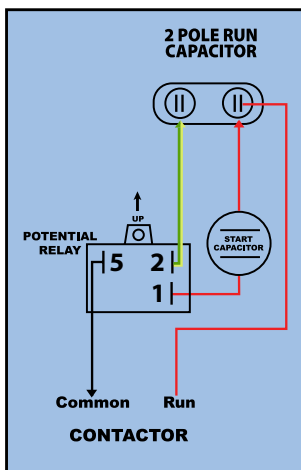 2 POLE RUN
CAPACITOR
UP
POTENTIAL
RELAY
5 2
1
START
CAPACITOR
Common Run
CONTACTOR